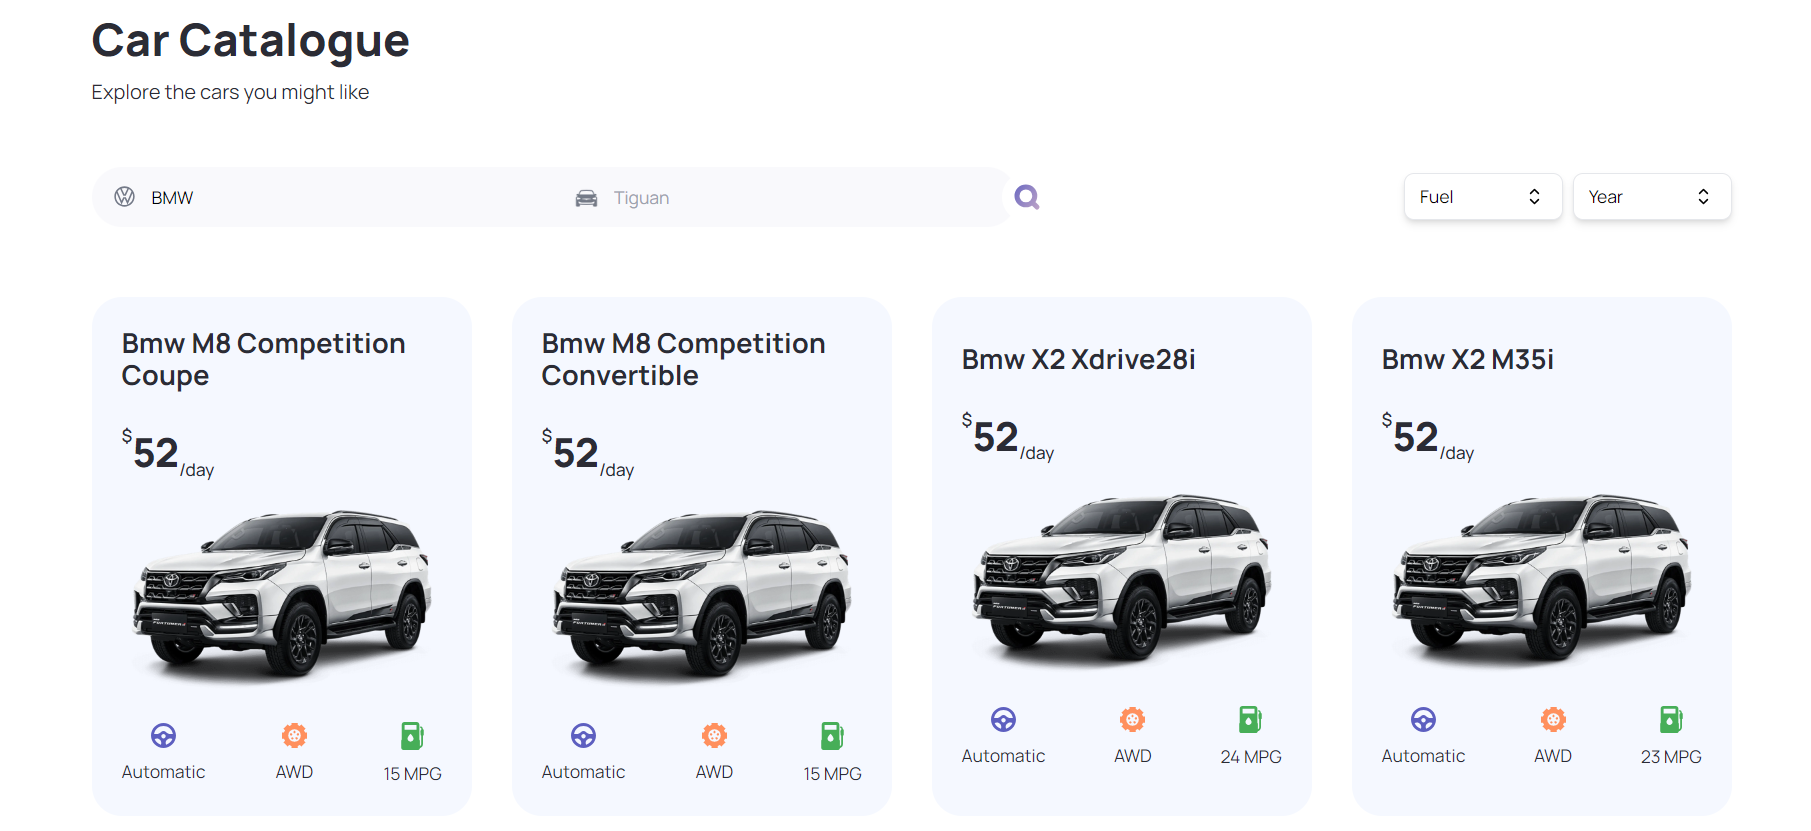 Car Catalogue
Explore the cars you might like
BMW
Tiguan
Fuel
Year
Bmw M8 Competition
Coupe
$52/day
Automatic
AWD
15 MPG
Bmw M8 Competition
Convertible
$52/day
Automatic
AWD
15 MPG
Bmw X2 Xdrive28i
$52/day
Automatic
AWD
24 MPG
Bmw X2 M35i
$52/day
Automatic
AWD
23 MPG